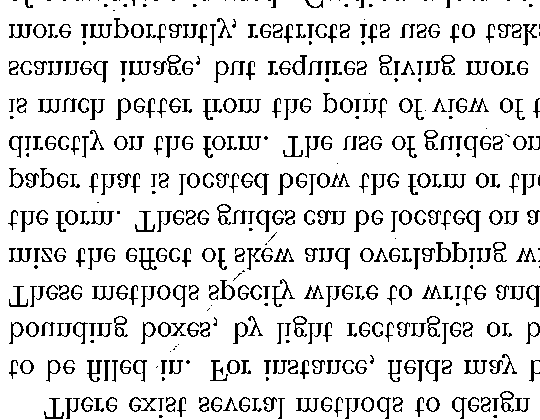 There exist several methods to design
to be filled in. For instance, fields may b
bounding boxes, by light rectangles or b
These methods specify where to write and
mize the effect of skew and overlapping wi
the form. These guides can be located on a
paper that is located below the form or the
directly on the form. The use of guides on
is much better from the point of view of t
scanned image, but requires giving more
more importantly, restricts its use to tasks